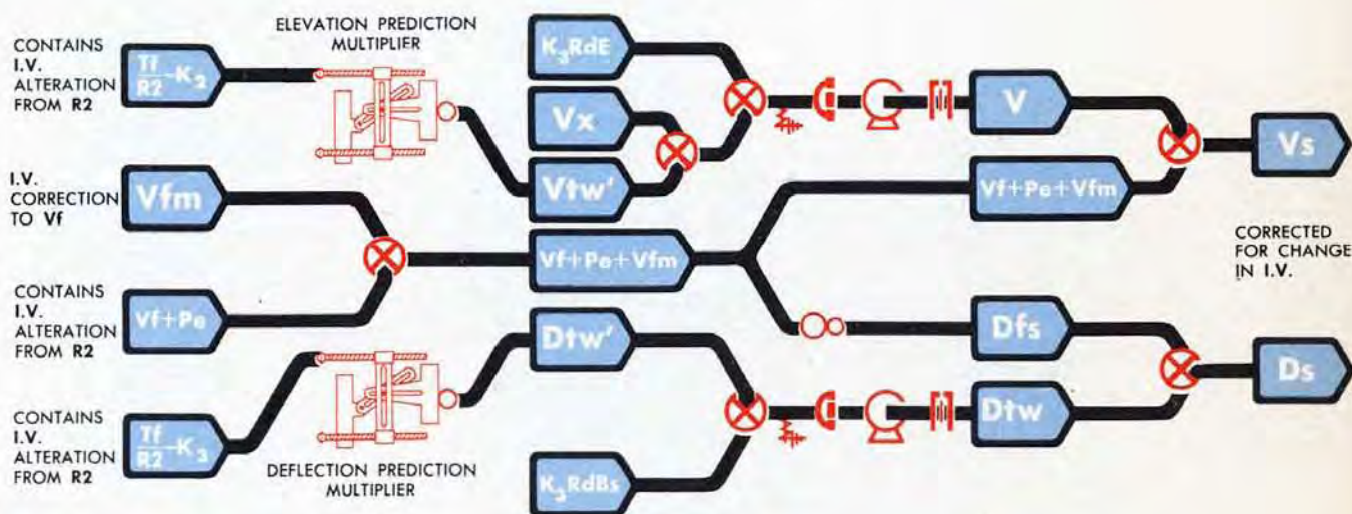 CONTAINS
I.V.
ALTERATION
FROM R2
Tf
R2 -K2
ELEVATION PREDICTION
MULTIPLIER
K3RdE
Vx
Vtw'
V
Vs
I.V.
CORRECTION
TO Vf
Vfm
Vf+Pe+Vfm
Vf+Pe+Vfm
CORRECTED
FOR CHANGE
IN I.V.
CONTAINS
I.V.
ALTERATION
FROM R2
Vf+Pe
Dtw'
Dfs
Ds
CONTAINS
I.V.
ALTERATION
FROM R2
Tf
R2 -K3
DEFLECTION PREDICTION
MULTIPLIER
K3RdBs
Dtw